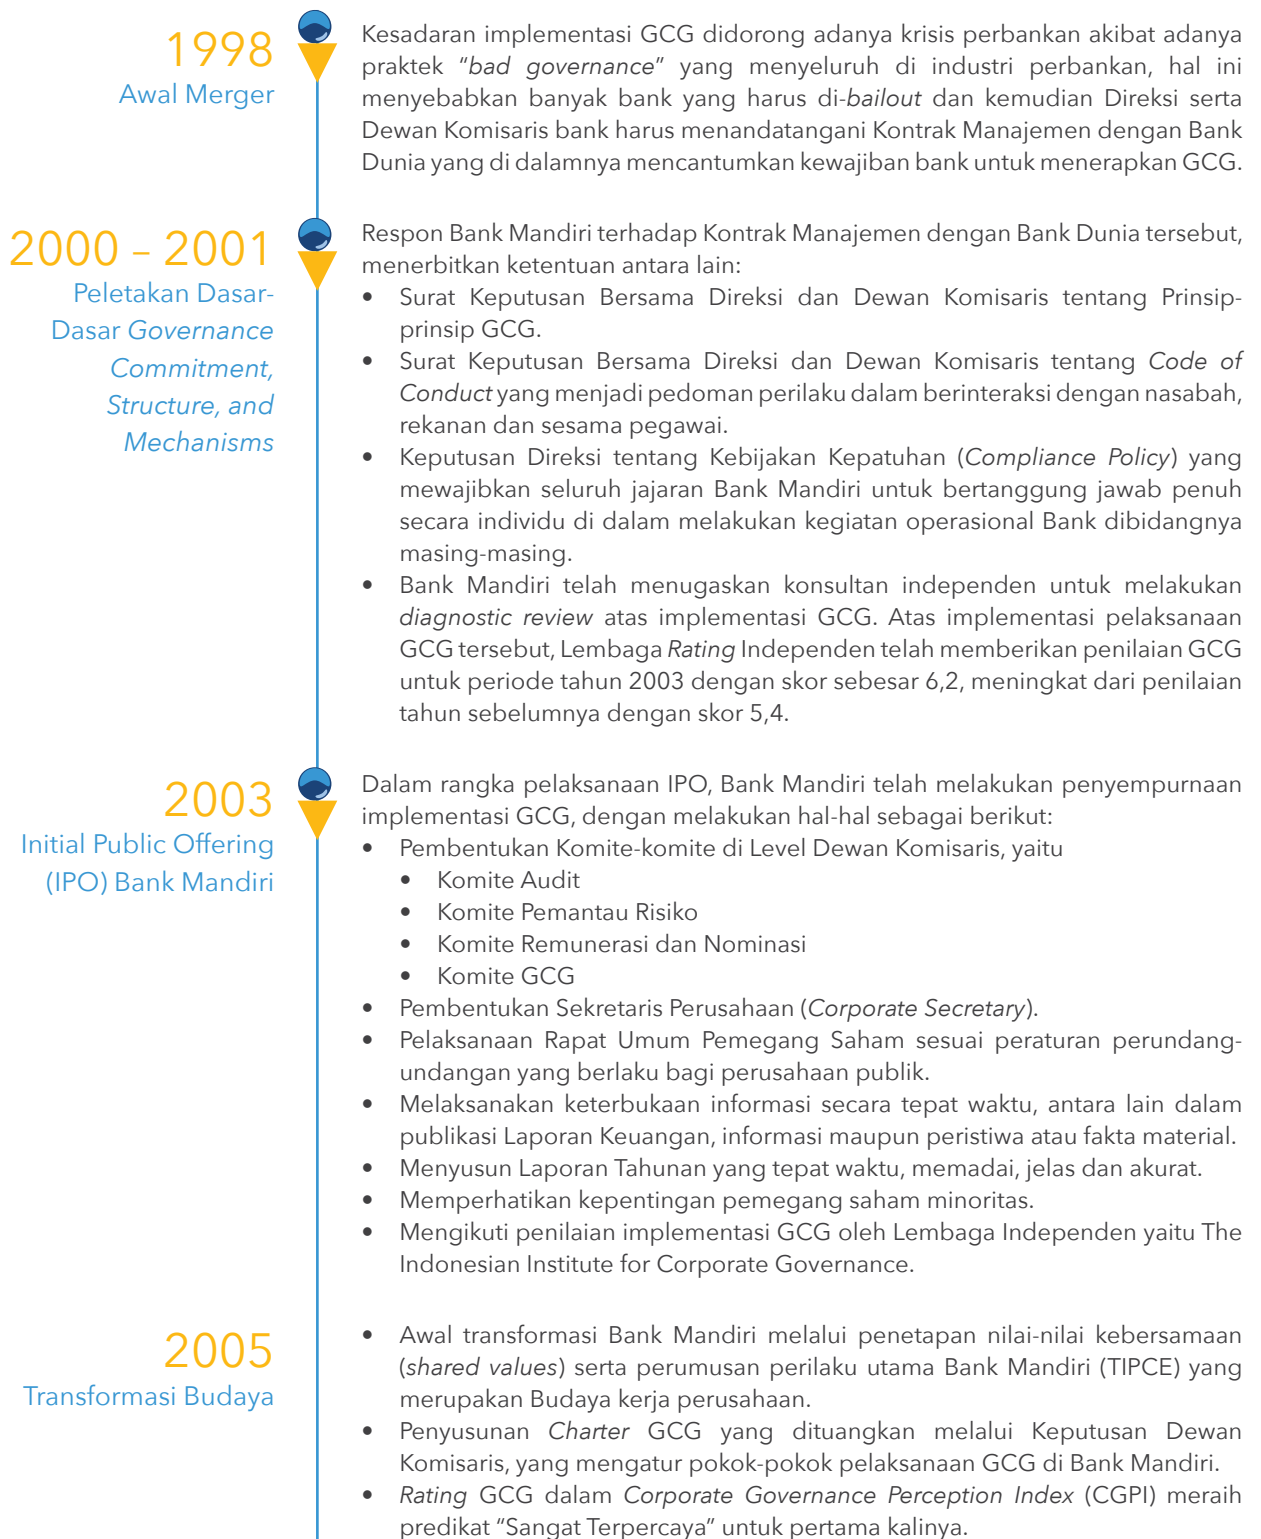 1998
Awal Merger
Kesadaran implementasi GCG didorong adanya krisis perbankan akibat adanya
praktek “bad governance” yang menyeluruh di industri perbankan, hal ini
menyebabkan banyak bank yang harus di-bailout dan kemudian Direksi serta
Dewan Komisaris bank harus menandatangani Kontrak Manajemen dengan Bank
Dunia yang di dalamnya mencantumkan kewajiban bank untuk menerapkan GCG.
2000 – 2001
Peletakan Dasar-
Dasar Governance
Commitment,
Structure, and
Mechanisms
Respon Bank Mandiri terhadap Kontrak Manajemen dengan Bank Dunia tersebut,
menerbitkan ketentuan antara lain:
• Surat Keputusan Bersama Direksi dan Dewan Komisaris tentang Prinsip-
prinsip GCG.
• Surat Keputusan Bersama Direksi dan Dewan Komisaris tentang Code of
Conduct yang menjadi pedoman perilaku dalam berinteraksi dengan nasabah,
rekanan dan sesama pegawai.
• Keputusan Direksi tentang Kebijakan Kepatuhan (Compliance Policy) yang
mewajibkan seluruh jajaran Bank Mandiri untuk bertanggung jawab penuh
secara individu di dalam melakukan kegiatan operasional Bank dibidangnya
masing-masing.
• Bank Mandiri telah menugaskan konsultan independen untuk melakukan
diagnostic review atas implementasi GCG. Atas implementasi pelaksanaan
GCG tersebut, Lembaga Rating Independen telah memberikan penilaian GCG
untuk periode tahun 2003 dengan skor sebesar 6,2, meningkat dari penilaian
tahun sebelumnya dengan skor 5,4.
2003
Initial Public Offering
(IPO) Bank Mandiri
Dalam rangka pelaksanaan IPO, Bank Mandiri telah melakukan penyempurnaan
implementasi GCG, dengan melakukan hal-hal sebagai berikut:
• Pembentukan Komite-komite di Level Dewan Komisaris, yaitu
• Komite Audit
• Komite Pemantau Risiko
• Komite Remunerasi dan Nominasi
• Komite GCG
• Pembentukan Sekretaris Perusahaan (Corporate Secretary).
• Pelaksanaan Rapat Umum Pemegang Saham sesuai peraturan perundang-
undangan yang berlaku bagi perusahaan publik.
• Melaksanakan keterbukaan informasi secara tepat waktu, antara lain dalam
publikasi Laporan Keuangan, informasi maupun peristiwa atau fakta material.
• Menyusun Laporan Tahunan yang tepat waktu, memadai, jelas dan akurat.
• Memperhatikan kepentingan pemegang saham minoritas.
• Mengikuti penilaian implementasi GCG oleh Lembaga Independen yaitu The
Indonesian Institute for Corporate Governance.
2005
Transformasi Budaya
• Awal transformasi Bank Mandiri melalui penetapan nilai-nilai kebersamaan
(shared values) serta perumusan perilaku utama Bank Mandiri (TIPCE) yang
merupakan Budaya kerja perusahaan.
• Penyusunan Charter GCG yang dituangkan melalui Keputusan Dewan
Komisaris, yang mengatur pokok-pokok pelaksanaan GCG di Bank Mandiri.
• Rating GCG dalam Corporate Governance Perception Index (CGPI) meraih
predikat “Sangat Terpercaya” untuk pertama kalinya.